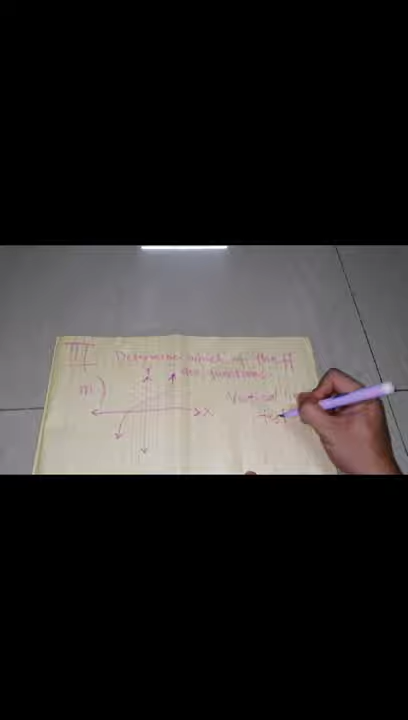 III Determine which of the ff
are functions.
m)
Vertical
x
test